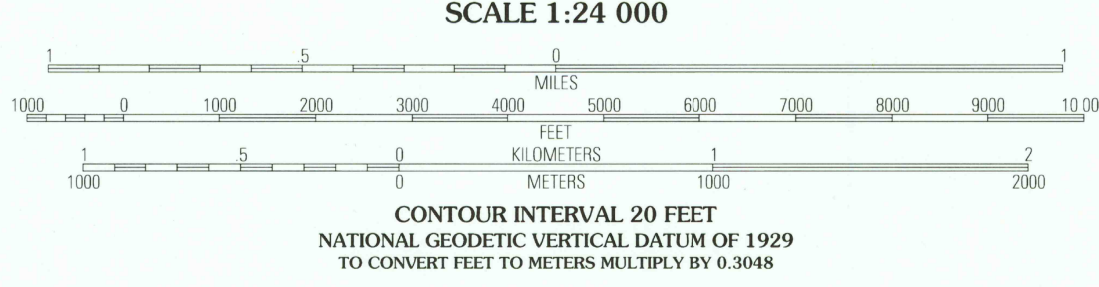 SCALE 1:24 000
1 .5 0 1
MILES
1000 0 1000 2000 3000 4000 5000 6000 7000 8000 9000 10 00
FEET
1 .5 0 KILOMETERS 1 2
1000 0 METERS 1000 2000
CONTOUR INTERVAL 20 FEET
NATIONAL GEODETIC VERTICAL DATUM OF 1929
TO CONVERT FEET TO METERS MULTIPLY BY 0.3048